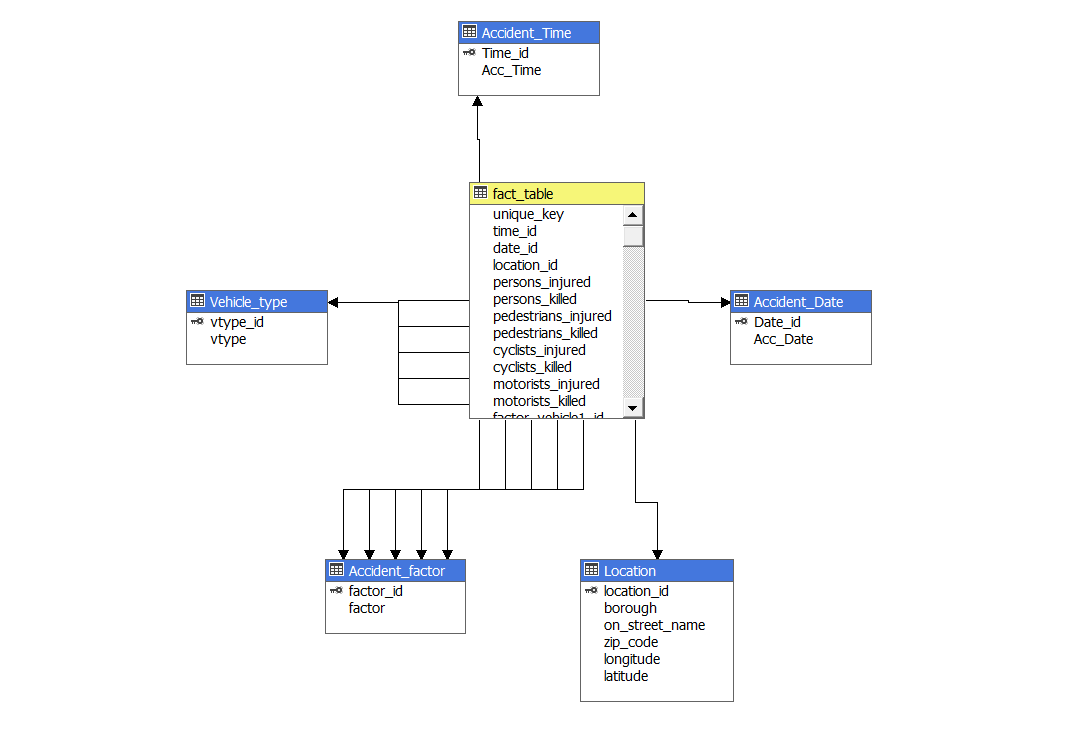 Accident_Time
Time_id
Acc_Time
fact_table
unique_key
time_id
date_id
location_id
persons_injured
persons_killed
pedestrians_injured
pedestrians_killed
cyclists_injured
cyclists_killed
motorists_injured
motorists_killed
factor_vehicle1_id
Vehicle_type
vtype_id
vtype
Accident_Date
Date_id
Acc_Date
Accident_factor
factor_id
factor
Location
location_id
borough
on_street_name
zip_code
longitude
latitude